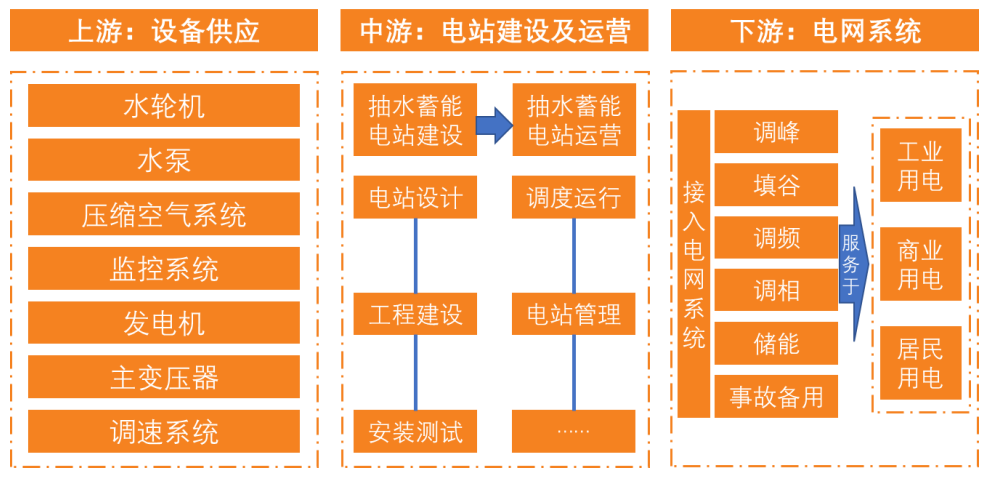 上游：设备供应
水轮机
水泵
压缩空气系统
监控系统
发电机
主变压器
调速系统
中游：电站建设及运营
抽水蓄能
电站建设
抽水蓄能
电站运营
电站设计
调度运行
工程建设
电站管理
安装测试
……
下游：电网系统
接入电网系统
调峰
填谷
调频
调相
储能
事故备用
服务于
工业
用电
商业
用电
居民
用电